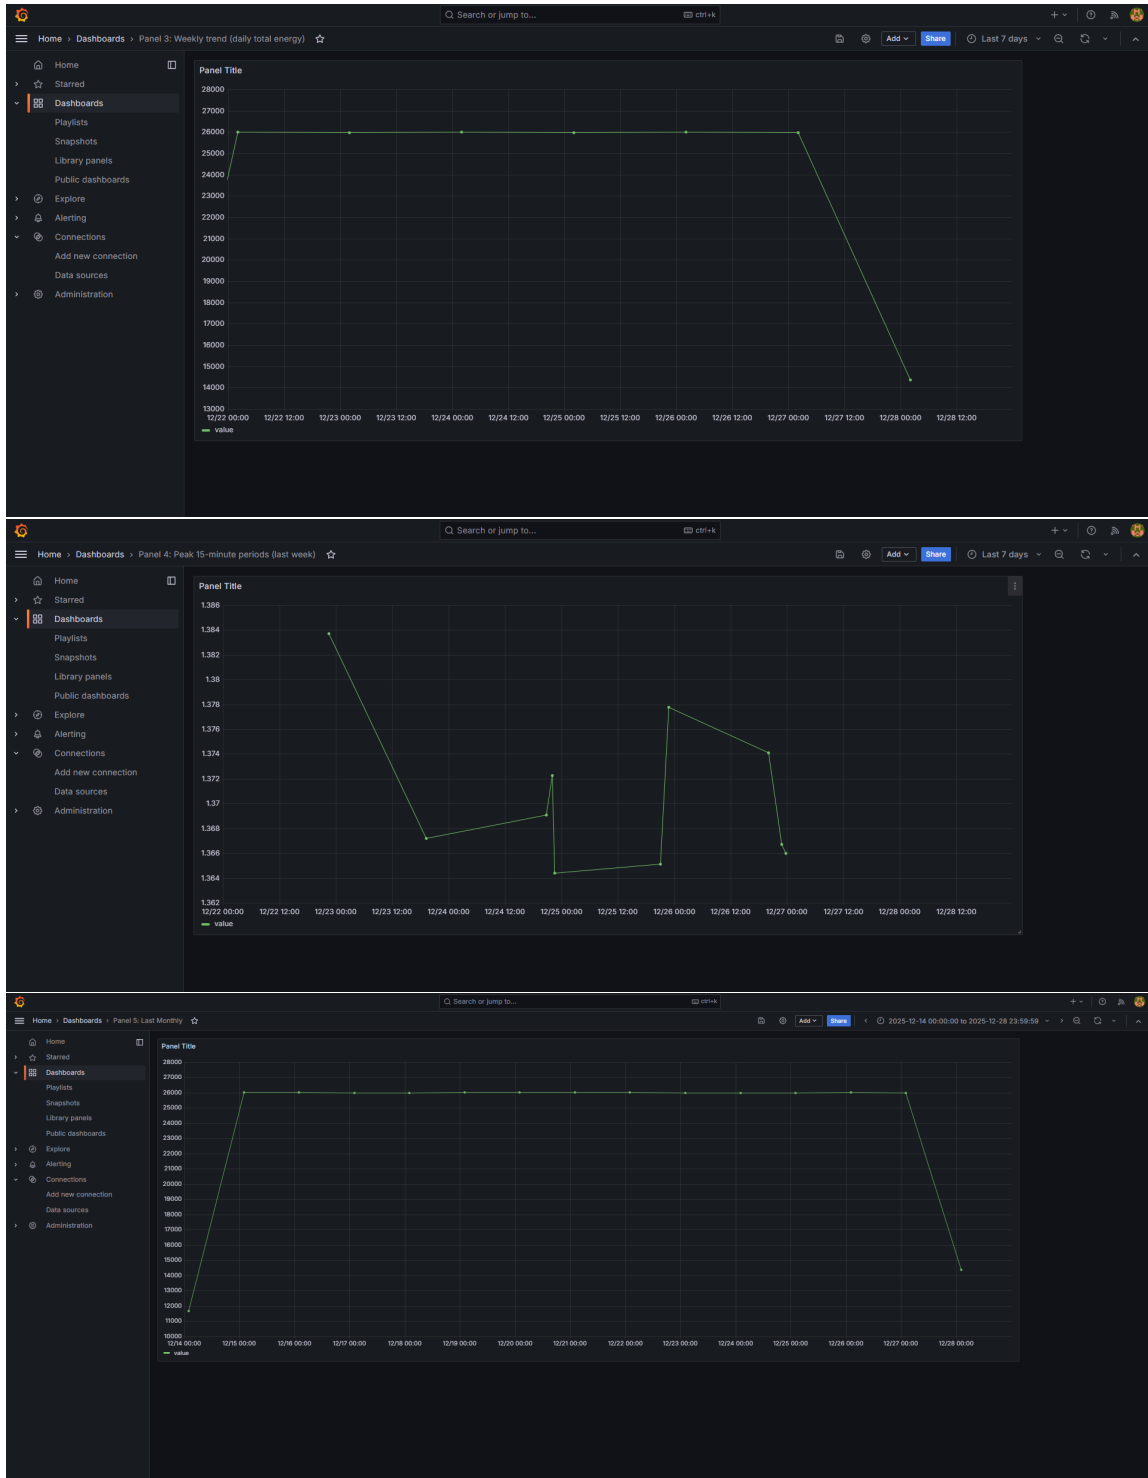 Search or jump to... ctrl+k
Home › Dashboards › Panel 3: Weekly trend (daily total energy) Add Share Last 7 days
Home
Starred
Dashboards
Playlists
Snapshots
Library panels
Public dashboards
Explore
Alerting
Connections
Add new connection
Data sources
Administration
Panel Title
28000
27000
26000
25000
24000
23000
22000
21000
20000
19000
18000
17000
16000
15000
14000
13000
12/22 00:00 12/22 12:00 12/23 00:00 12/23 12:00 12/24 00:00 12/24 12:00 12/25 00:00 12/25 12:00 12/26 00:00 12/26 12:00 12/27 00:00 12/27 12:00 12/28 00:00 12/28 12:00
value
Search or jump to... ctrl+k
Home › Dashboards › Panel 4: Peak 15-minute periods (last week) Add Share Last 7 days
Home
Starred
Dashboards
Playlists
Snapshots
Library panels
Public dashboards
Explore
Alerting
Connections
Add new connection
Data sources
Administration
Panel Title
1.386
1.384
1.382
1.38
1.378
1.376
1.374
1.372
1.37
1.368
1.366
1.364
1.362
12/22 00:00 12/22 12:00 12/23 00:00 12/23 12:00 12/24 00:00 12/24 12:00 12/25 00:00 12/25 12:00 12/26 00:00 12/26 12:00 12/27 00:00 12/27 12:00 12/28 00:00 12/28 12:00
value
Search or jump to... ctrl+k
Home › Dashboards › Panel 5: Last Monthly Add Share 2025-12-14 00:00:00 to 2025-12-28 23:59:59
Home
Starred
Dashboards
Playlists
Snapshots
Library panels
Public dashboards
Explore
Alerting
Connections
Add new connection
Data sources
Administration
Panel Title
28000
27000
26000
25000
24000
23000
22000
21000
20000
19000
18000
17000
16000
15000
14000
13000
12000
11000
10000
12/14 00:00 12/15 00:00 12/16 00:00 12/17 00:00 12/18 00:00 12/19 00:00 12/20 00:00 12/21 00:00 12/22 00:00 12/23 00:00 12/24 00:00 12/25 00:00 12/26 00:00 12/27 00:00 12/28 00:00
value